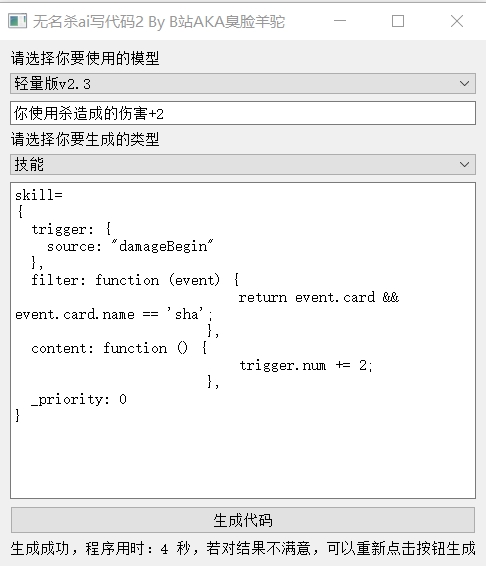 无名杀ai写代码2 By B站AKA臭脸羊驼
请选择你要使用的模型
轻量版v2.3
你使用杀造成的伤害+2
请选择你要生成的类型
技能
skill=
{
  trigger: {
    source: "damageBegin"
  },
  filter: function (event) {
                            return event.card &&
event.card.name == 'sha';
                        },
  content: function () {
                            trigger.num += 2;
                        },
  _priority: 0
}
生成代码
生成成功，程序用时：4 秒，若对结果不满意，可以重新点击按钮生成